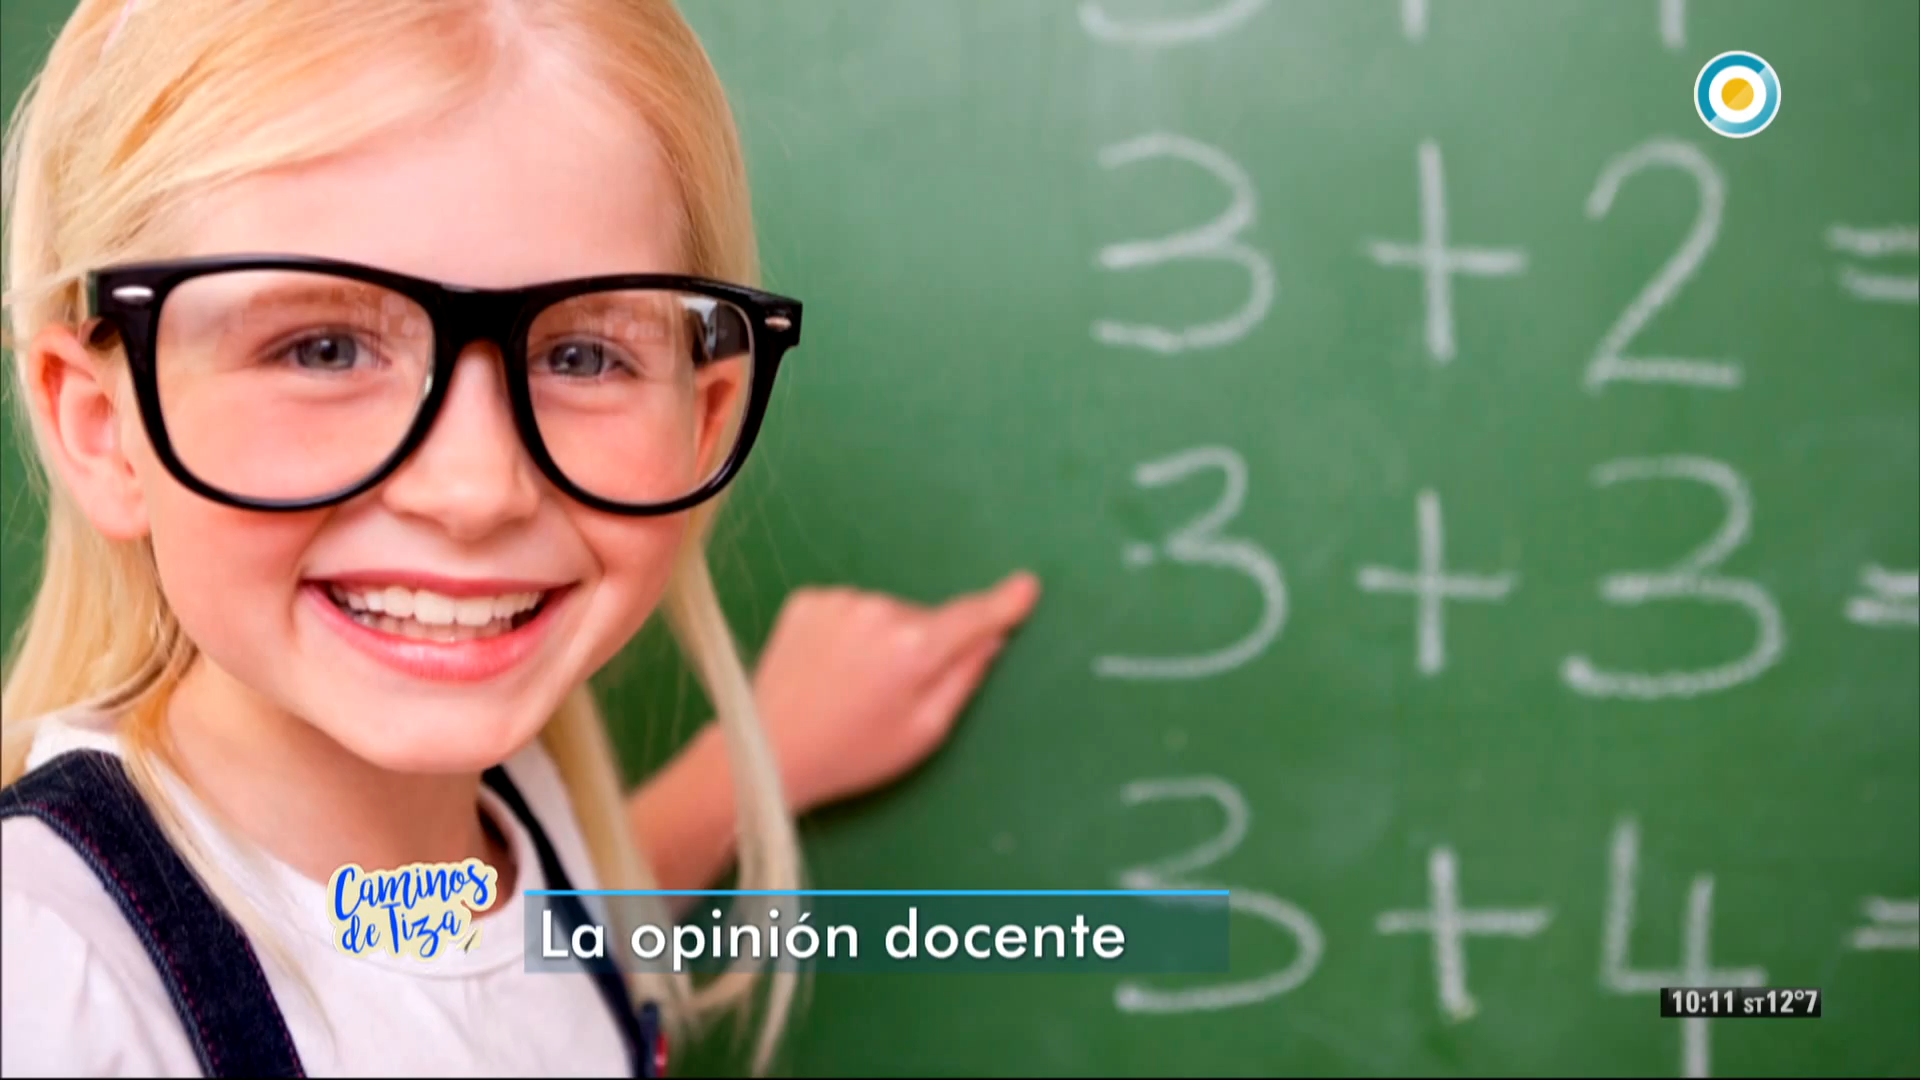 3 + 2 =
3 + 3 =
3 + 4 =
Caminos
de Tiza
La opinión docente
10:11 ST12°7